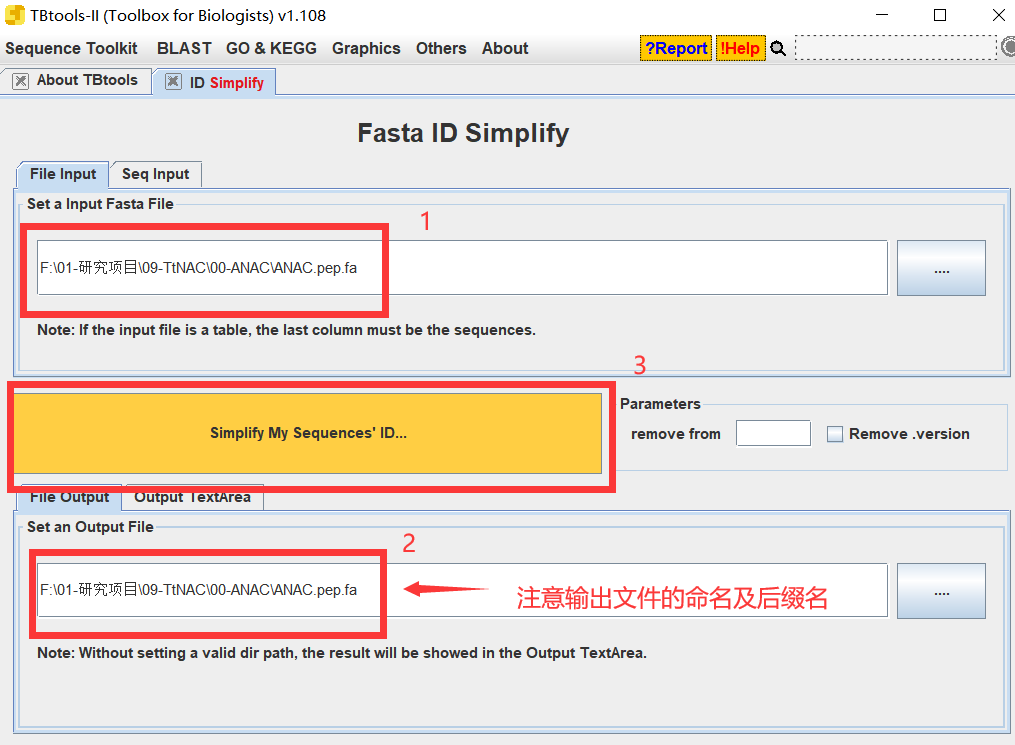 TBtools-II (Toolbox for Biologists) v1.108
Sequence Toolkit BLAST GO & KEGG Graphics Others About ?Report !Help
About TBtools ID Simplify
Fasta ID Simplify
File Input Seq Input
Set a Input Fasta File
1
F:\01-研究项目\09-TtNAC\00-ANAC\ANAC.pep.fa ....
Note: If the input file is a table, the last column must be the sequences.
3
Simplify My Sequences' ID...
Parameters
remove from Remove .version
File Output Output TextArea
Set an Output File
2
F:\01-研究项目\09-TtNAC\00-ANAC\ANAC.pep.fa 注意输出文件的命名及后缀名 ....
Note: Without setting a valid dir path, the result will be showed in the Output TextArea.